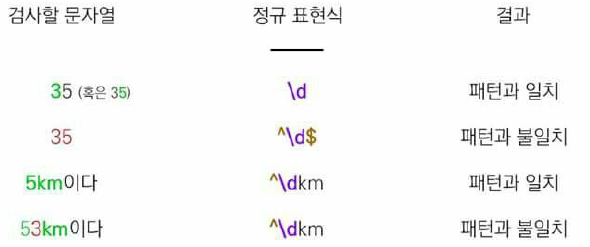 검사할 문자열 정규 표현식 결과
35 (혹은 35) \d 패턴과 일치
35 ^\d$ 패턴과 불일치
5km이다 ^\dkm 패턴과 일치
53km이다 ^\dkm 패턴과 불일치